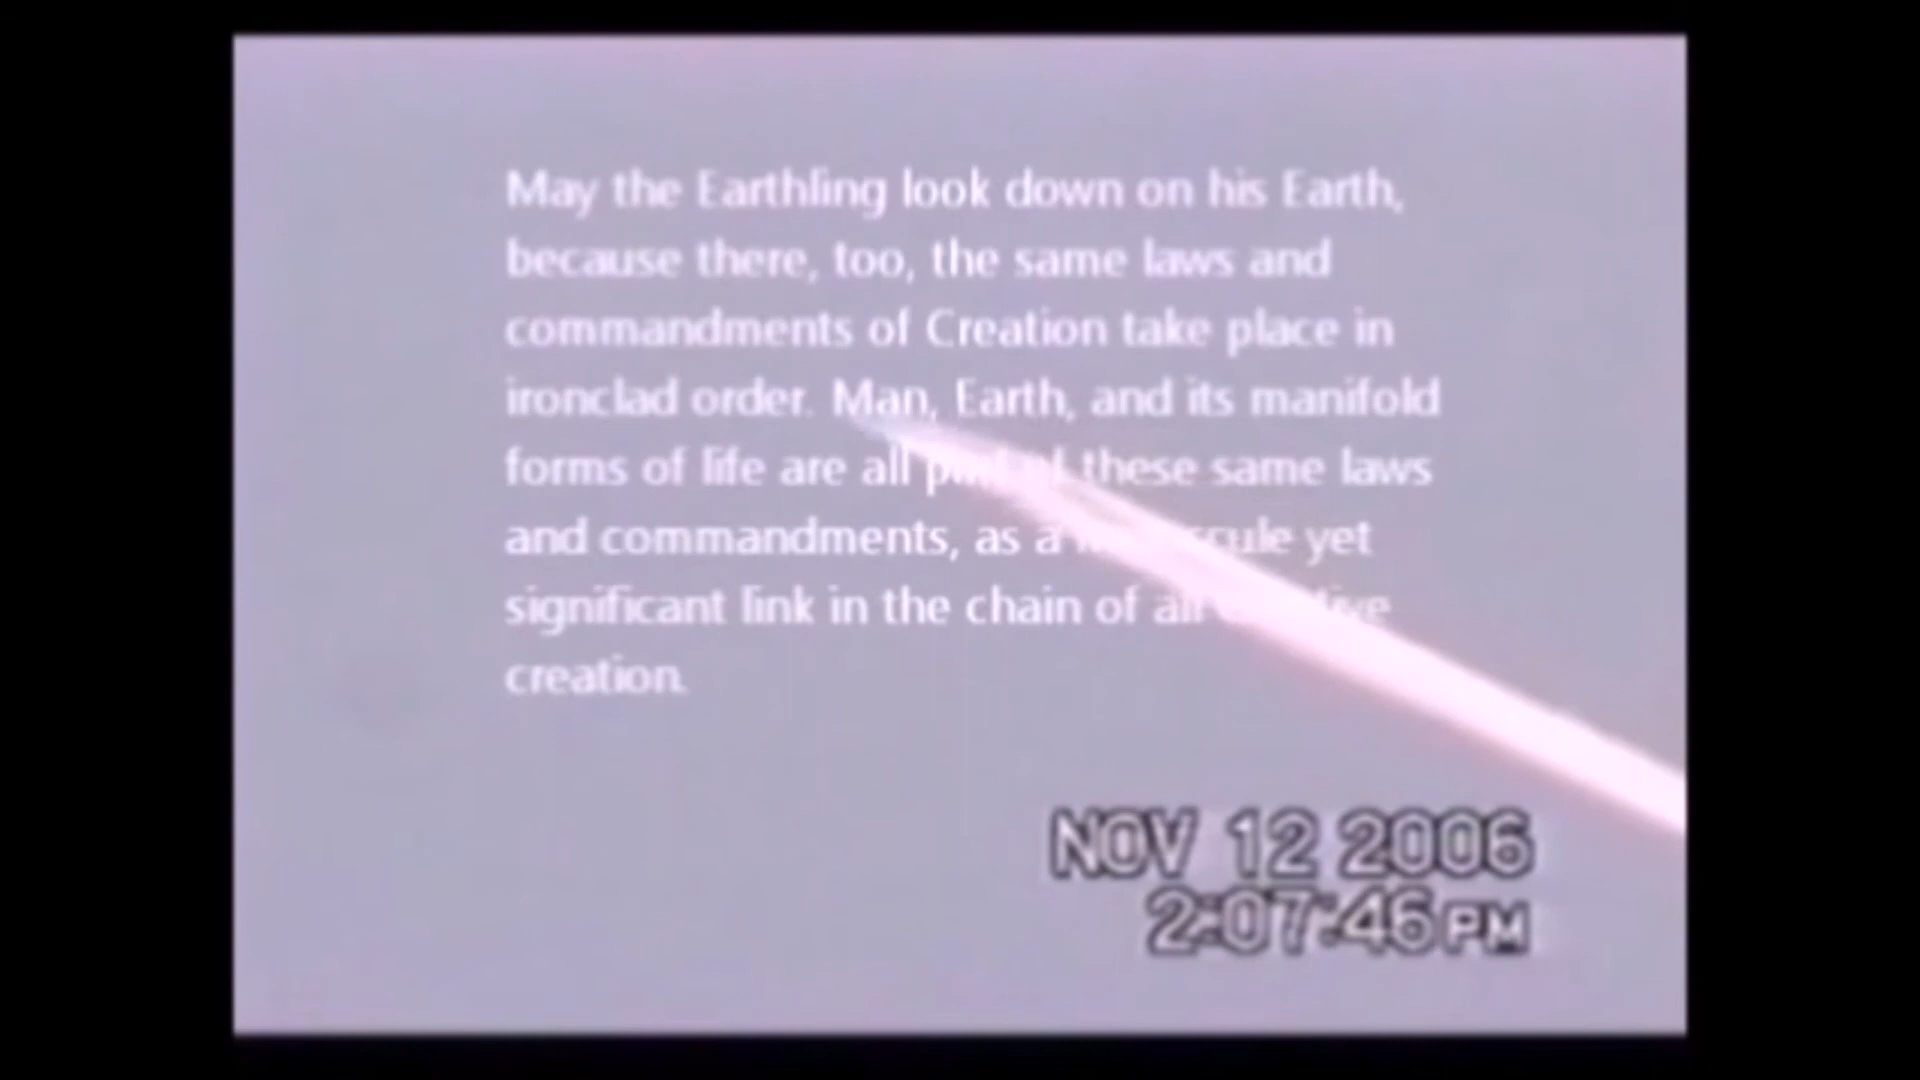 May the Earthling look down on his Earth,
because there, too, the same laws and
commandments of Creation take place in
ironclad order. Man, Earth, and its manifold
forms of life are all part of these same laws
and commandments, as a yet
significant link in the chain of all
creation.
NOV 12 2006
2:07:46 PM